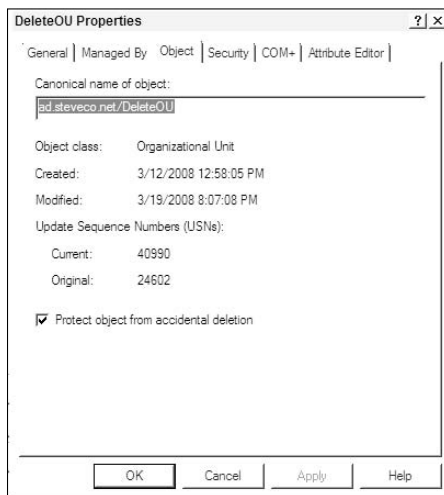 DeleteOU Properties
? ×
General Managed By Object Security COM+ Attribute Editor
Canonical name of object:
ad.steveco.net/DeleteOU
Object class: Organizational Unit
Created: 3/12/2008 12:58:05 PM
Modified: 3/19/2008 8:07:08 PM
Update Sequence Numbers (USNs):
Current: 40990
Original: 24602
Protect object from accidental deletion
OK Cancel Apply Help